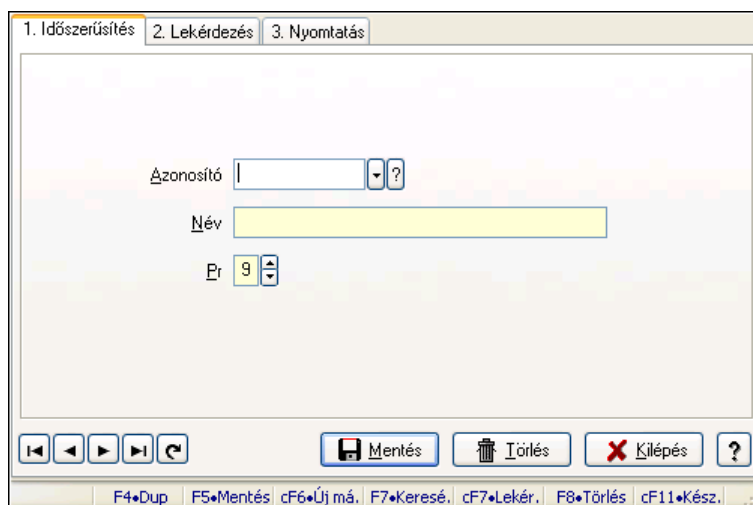 1. Időszerűsítés 2. Lekérdezés 3. Nyomtatás
Azonosító ?
Név
Pr 9
Mentés Törlés Kilépés ?
F4•Dup F5•Mentés cF6•Új má. F7•Keresé. cF7•Lekér. F8•Törlés cF11•Kész.